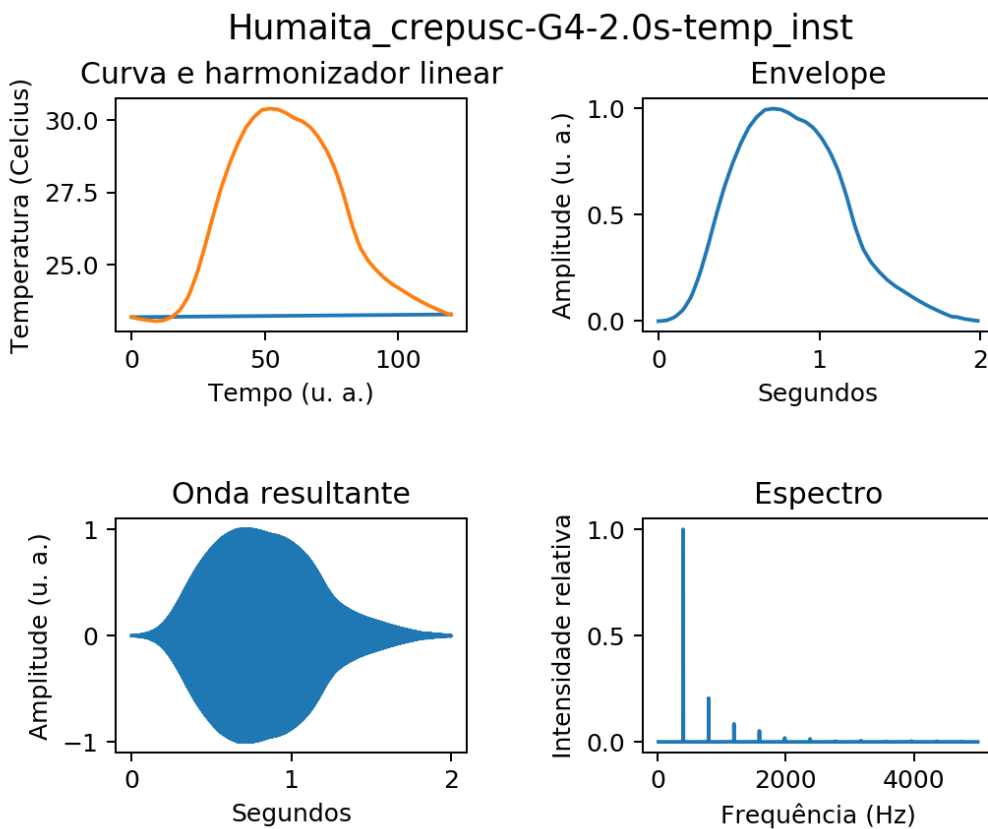 Humaita_crepusc-G4-2.0s-temp_inst
Curva e harmonizador linear
Temperatura (Celcius)
30.0
27.5
25.0
0 50 100
Tempo (u. a.)
Envelope
Amplitude (u. a.)
1.0
0.5
0.0
0 1 2
Segundos
Onda resultante
Amplitude (u. a.)
1
0
−1
0 1 2
Segundos
Espectro
Intensidade relativa
1.0
0.5
0.0
0 2000 4000
Frequência (Hz)